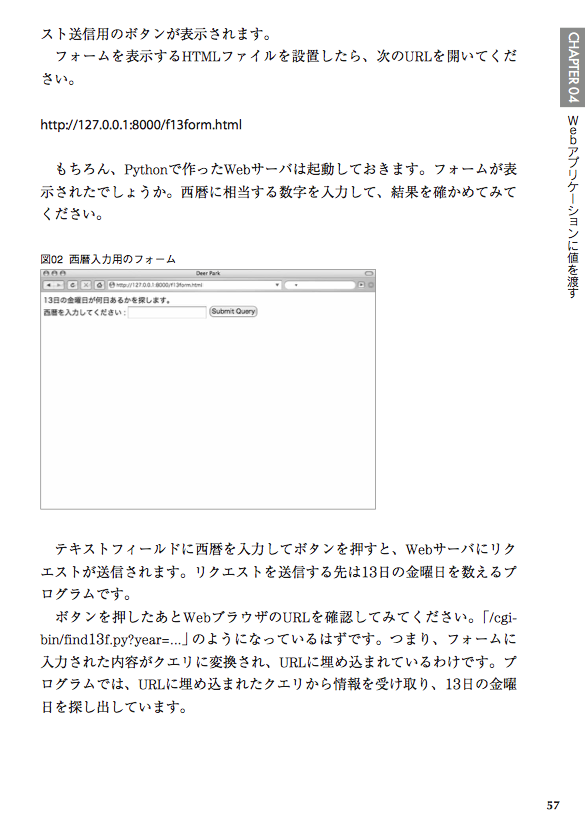 スト送信用のボタンが表示されます。
フォームを表示するHTMLファイルを設置したら、次のURLを開いてくだ
さい。
http://127.0.0.1:8000/f13form.html
もちろん、Pythonで作ったWebサーバは起動しておきます。フォームが表
示されたでしょうか。西暦に相当する数字を入力して、結果を確かめてみて
ください。
図02 西暦入力用のフォーム
Deer Park
http://127.0.0.1:8000/f13form.html
13日の金曜日が何日あるかを探します。
西暦を入力してください : Submit Query
テキストフィールドに西暦を入力してボタンを押すと、Webサーバにリク
エストが送信されます。リクエストを送信する先は13日の金曜日を数えるプ
ログラムです。
ボタンを押したあとWebブラウザのURLを確認してみてください。「/cgi-
bin/find13f.py?year=...」のようになっているはずです。つまり、フォームに
入力された内容がクエリに変換され、URLに埋め込まれているわけです。プ
ログラムでは、URLに埋め込まれたクエリから情報を受け取り、13日の金曜
日を探し出しています。
CHAPTER 04
Webアプリケーションに値を渡す
57